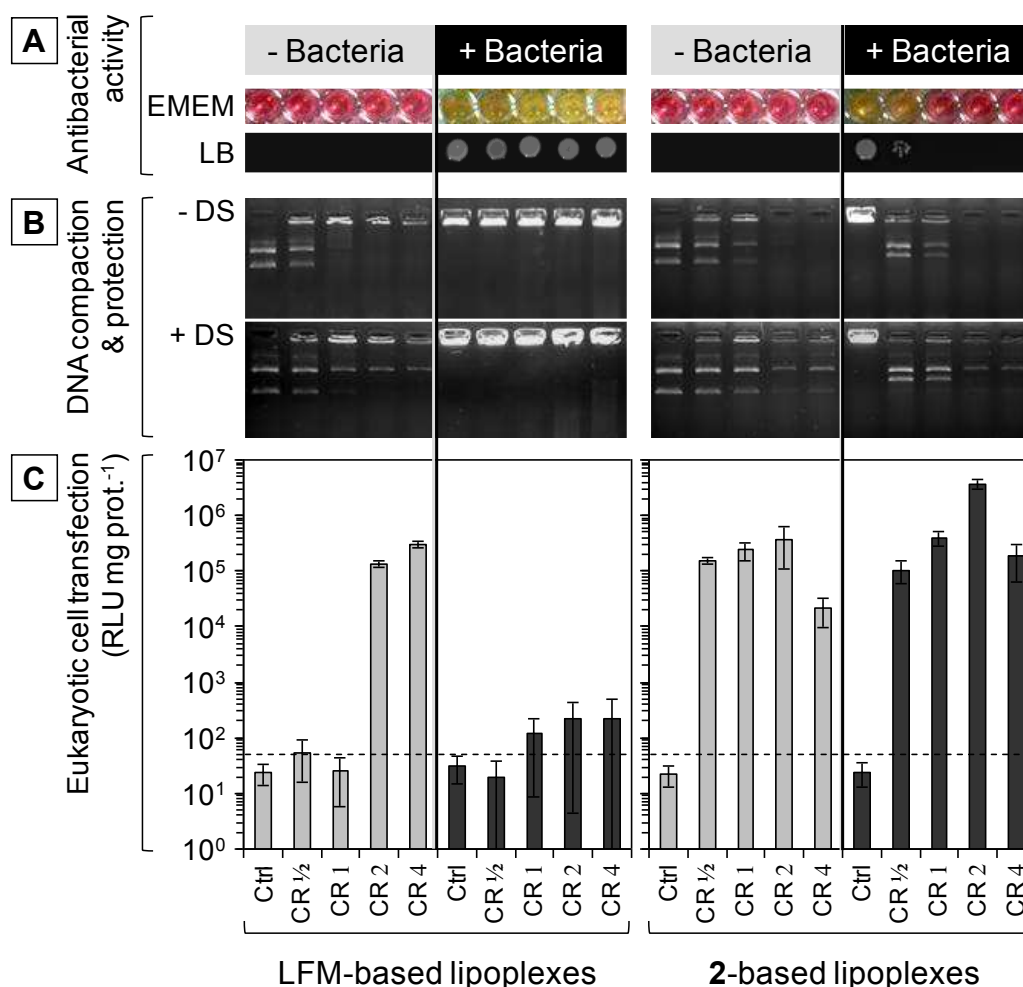 A
Antibacterial
activity
- Bacteria
+ Bacteria
- Bacteria
+ Bacteria
EMEM
LB
B
DNA compaction
& protection
- DS
+ DS
C
Eukaryotic cell transfection
(RLU mg prot.⁻¹)
10⁷
10⁶
10⁵
10⁴
10³
10²
10¹
10⁰
Ctrl
CR ½
CR 1
CR 2
CR 4
Ctrl
CR ½
CR 1
CR 2
CR 4
Ctrl
CR ½
CR 1
CR 2
CR 4
Ctrl
CR ½
CR 1
CR 2
CR 4
LFM-based lipoplexes
2-based lipoplexes